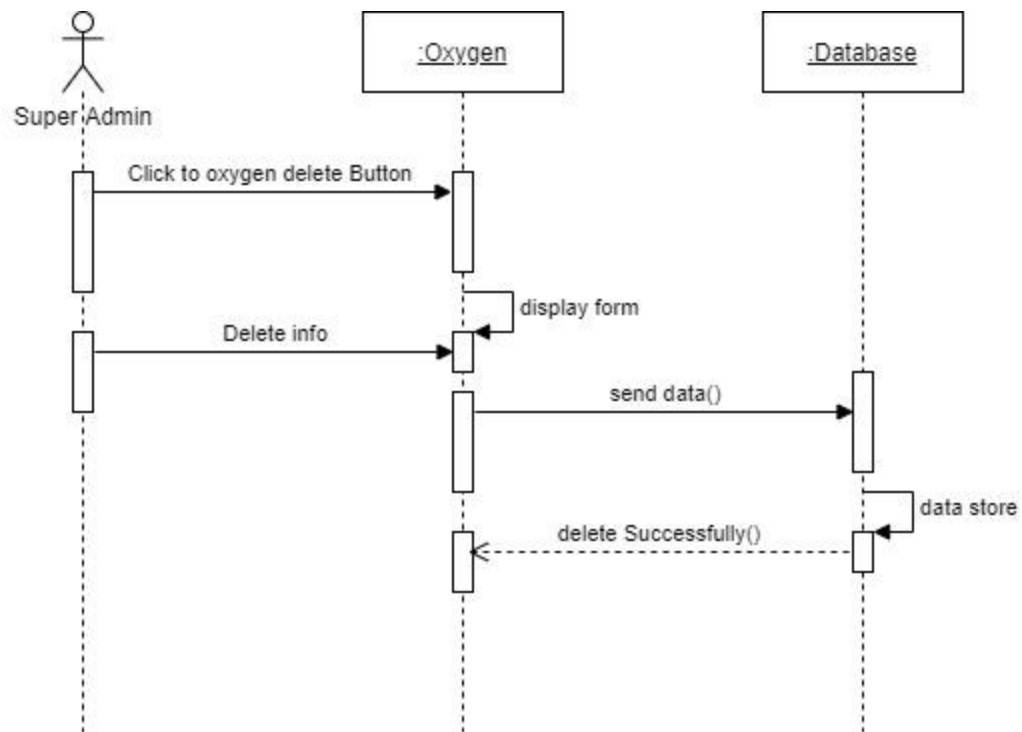 :Oxygen
:Database
Super Admin
Click to oxygen delete Button
display form
Delete info
send data()
data store
delete Successfully()